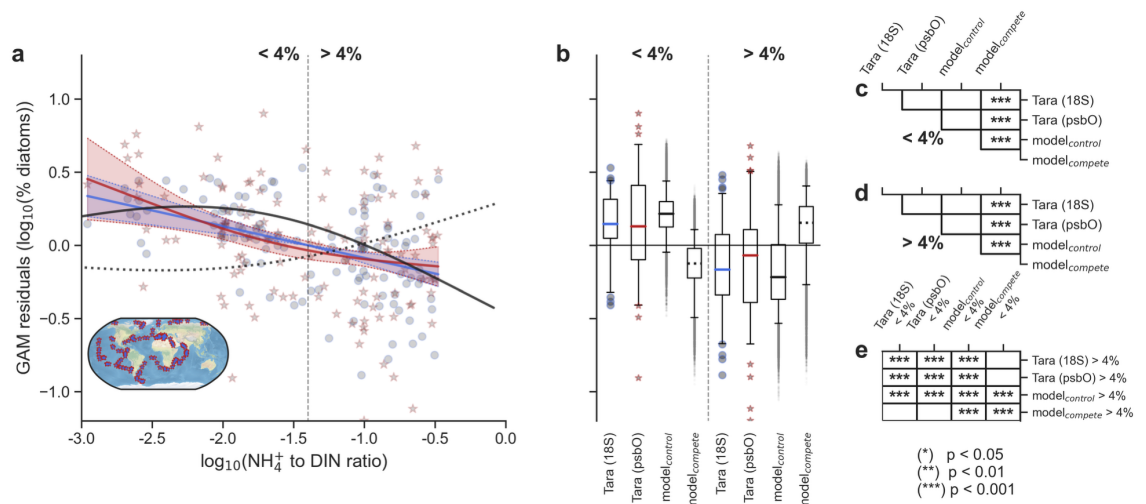 a
< 4%
> 4%
GAM residuals (log10(% diatoms))
1.0
0.5
0.0
−0.5
−1.0
-3.0 -2.5 -2.0 -1.5 -1.0 -0.5 0.0
log10(NH4+ to DIN ratio)
b
< 4%
> 4%
Tara (18S)
Tara (psbO)
modelcontrol
modelcompete
Tara (18S)
Tara (psbO)
modelcontrol
modelcompete
Tara (18S)
Tara (psbO)
modelcontrol
modelcompete
c
< 4%
*** Tara (18S)
*** Tara (psbO)
*** modelcontrol
modelcompete
d
> 4%
*** Tara (18S)
*** Tara (psbO)
*** modelcontrol
modelcompete
Tara (18S) < 4%
Tara (psbO) < 4%
modelcontrol < 4%
modelcompete < 4%
e
*** *** *** Tara (18S) > 4%
*** *** *** Tara (psbO) > 4%
*** *** *** *** modelcontrol > 4%
*** *** modelcompete > 4%
(*) p < 0.05
(**) p < 0.01
(***) p < 0.001